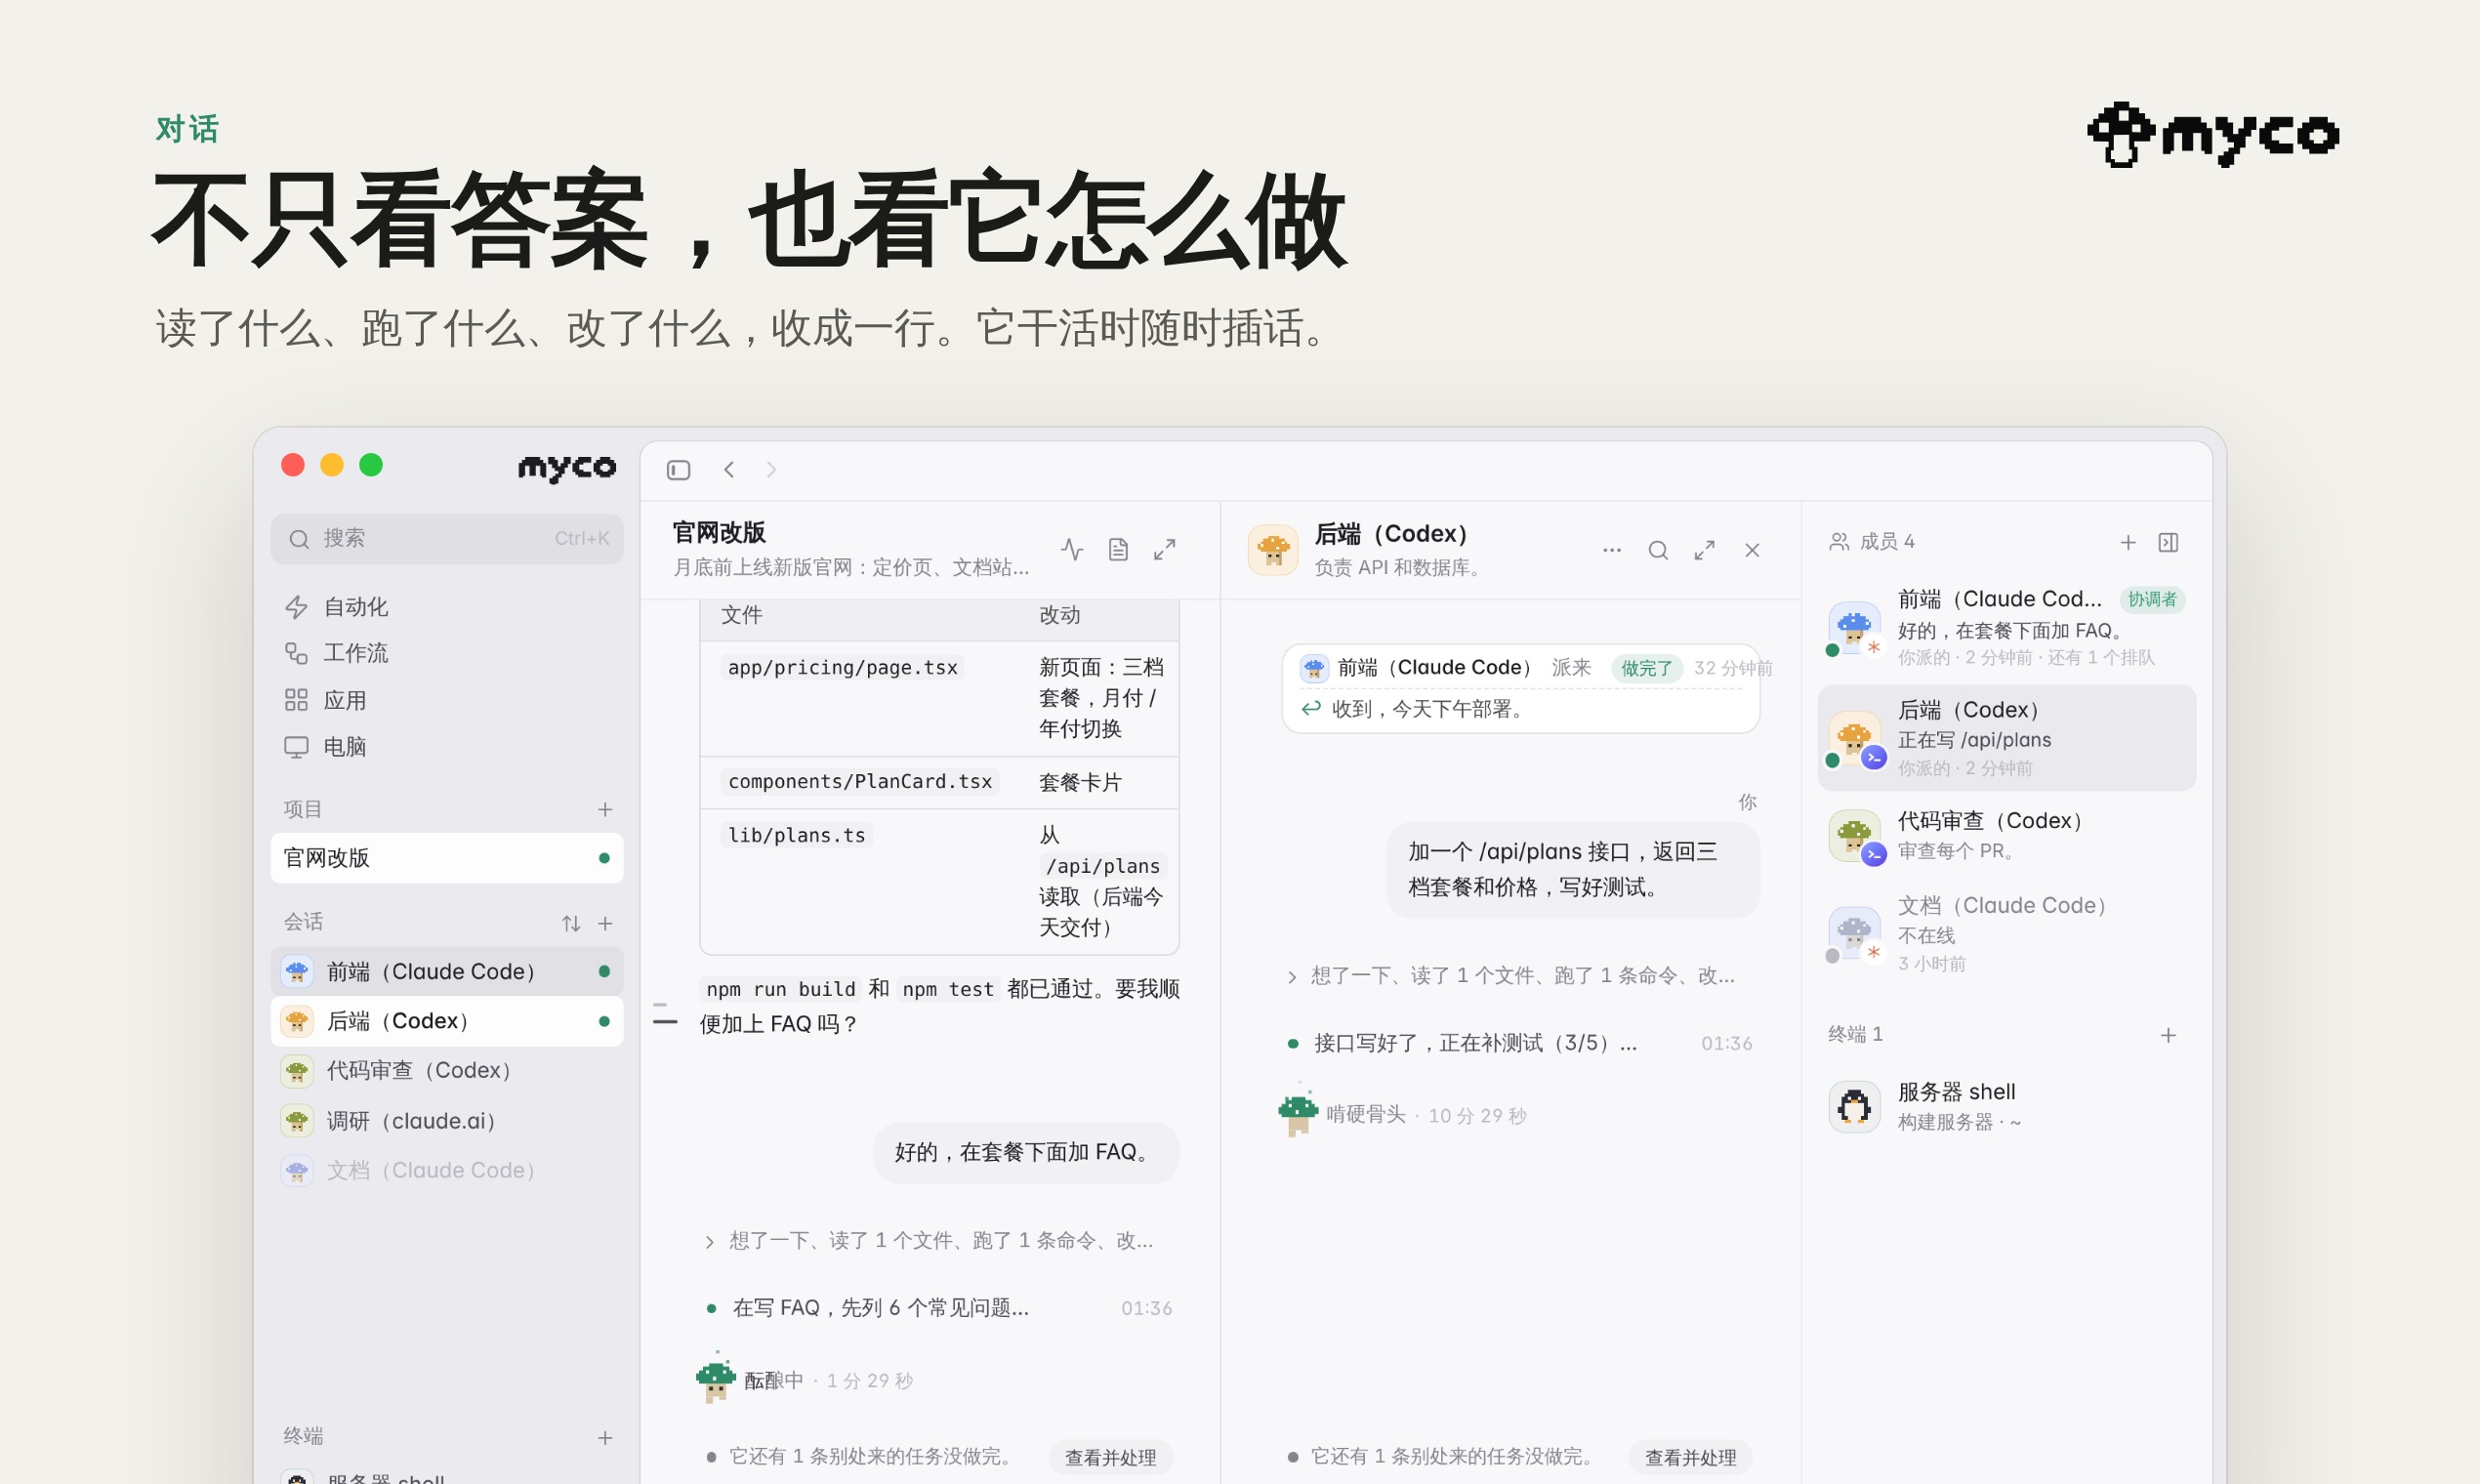 对话
myco
不只看答案，也看它怎么做
读了什么、跑了什么、改了什么，收成一行。它干活时随时插话。
myco
搜索 Ctrl+K
自动化
工作流
应用
电脑
项目
官网改版
会话
前端（Claude Code）
后端（Codex）
代码审查（Codex）
调研（claude.ai）
文档（Claude Code）
终端
服务器 shell
官网改版
月底前上线新版官网：定价页、文档站...
文件 改动
app/pricing/page.tsx 新页面：三档
套餐，月付 /
年付切换
components/PlanCard.tsx 套餐卡片
lib/plans.ts 从
/api/plans
读取（后端今
天交付）
npm run build 和 npm test 都已通过。要我顺
便加上 FAQ 吗？
好的，在套餐下面加 FAQ。
想了一下、读了 1 个文件、跑了 1 条命令、改...
在写 FAQ，先列 6 个常见问题... 01:36
酝酿中 · 1 分 29 秒
它还有 1 条别处来的任务没做完。 查看并处理
后端（Codex）
负责 API 和数据库。
前端（Claude Code） 派来 做完了 32 分钟前
收到，今天下午部署。
你
加一个 /api/plans 接口，返回三
档套餐和价格，写好测试。
想了一下、读了 1 个文件、跑了 1 条命令、改...
接口写好了，正在补测试（3/5）... 01:36
啃硬骨头 · 10 分 29 秒
它还有 1 条别处来的任务没做完。 查看并处理
成员 4
前端（Claude Cod... 协调者
好的，在套餐下面加 FAQ。
你派的 · 2 分钟前 · 还有 1 个排队
后端（Codex）
正在写 /api/plans
你派的 · 2 分钟前
代码审查（Codex）
审查每个 PR。
文档（Claude Code）
不在线
3 小时前
终端 1
服务器 shell
构建服务器 · ~